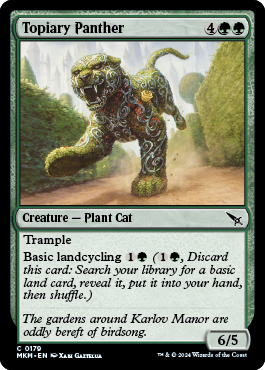 Topiary Panther 4
Creature — Plant Cat
Trample
Basic landcycling 1 (1, Discard
this card: Search your library for a basic
land card, reveal it, put it into your hand,
then shuffle.)
The gardens around Karlov Manor are
oddly bereft of birdsong.
6/5
C 0179
MKM • EN Xabi Gaztelua
™ & © 2024 Wizards of the Coast